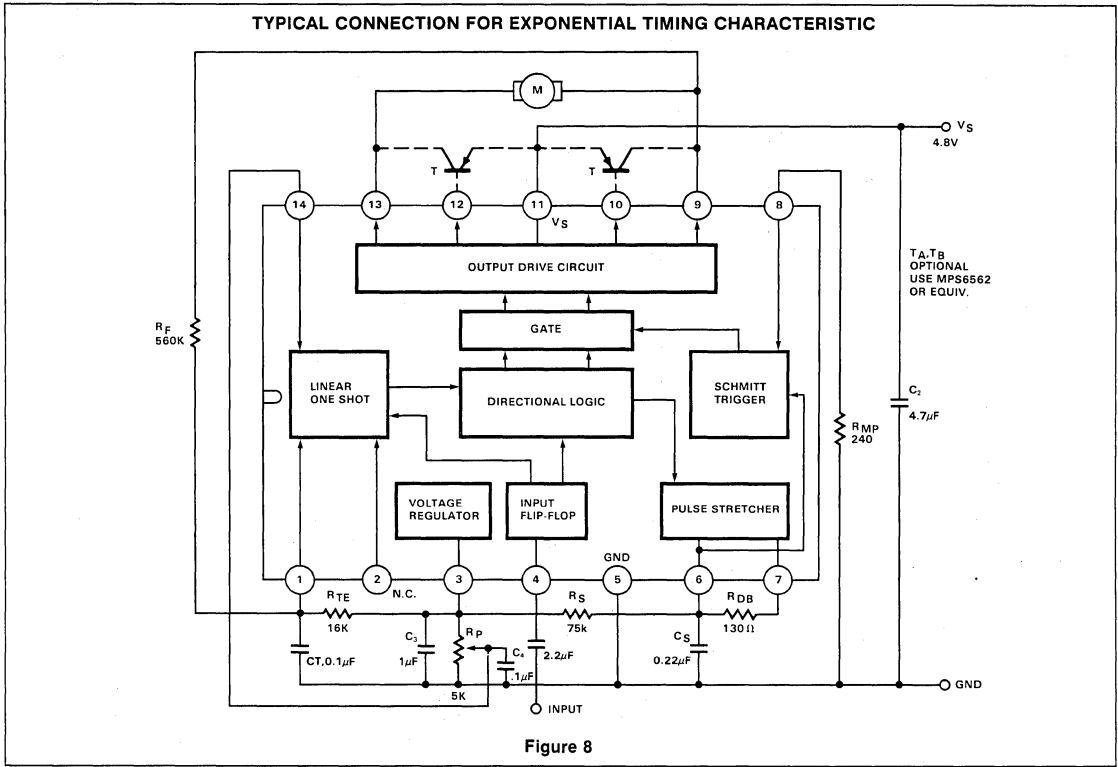 TYPICAL CONNECTION FOR EXPONENTIAL TIMING CHARACTERISTIC
M
VS
4.8V
T
T
14
13
12
11
10
9
8
VS
OUTPUT DRIVE CIRCUIT
TA,TB
OPTIONAL
USE MPS6562
OR EQUIV.
GATE
RF
560K
LINEAR
ONE SHOT
DIRECTIONAL LOGIC
SCHMITT
TRIGGER
C2
4.7μF
RMP
240
VOLTAGE
REGULATOR
INPUT
FLIP-FLOP
PULSE STRETCHER
GND
1
2
3
4
5
6
7
N.C.
RTE
16K
RS
75k
RDB
130Ω
CT,0.1μF
C3
1μF
RP
5K
C4
.1μF
2.2μF
CS
0.22μF
GND
INPUT
Figure 8